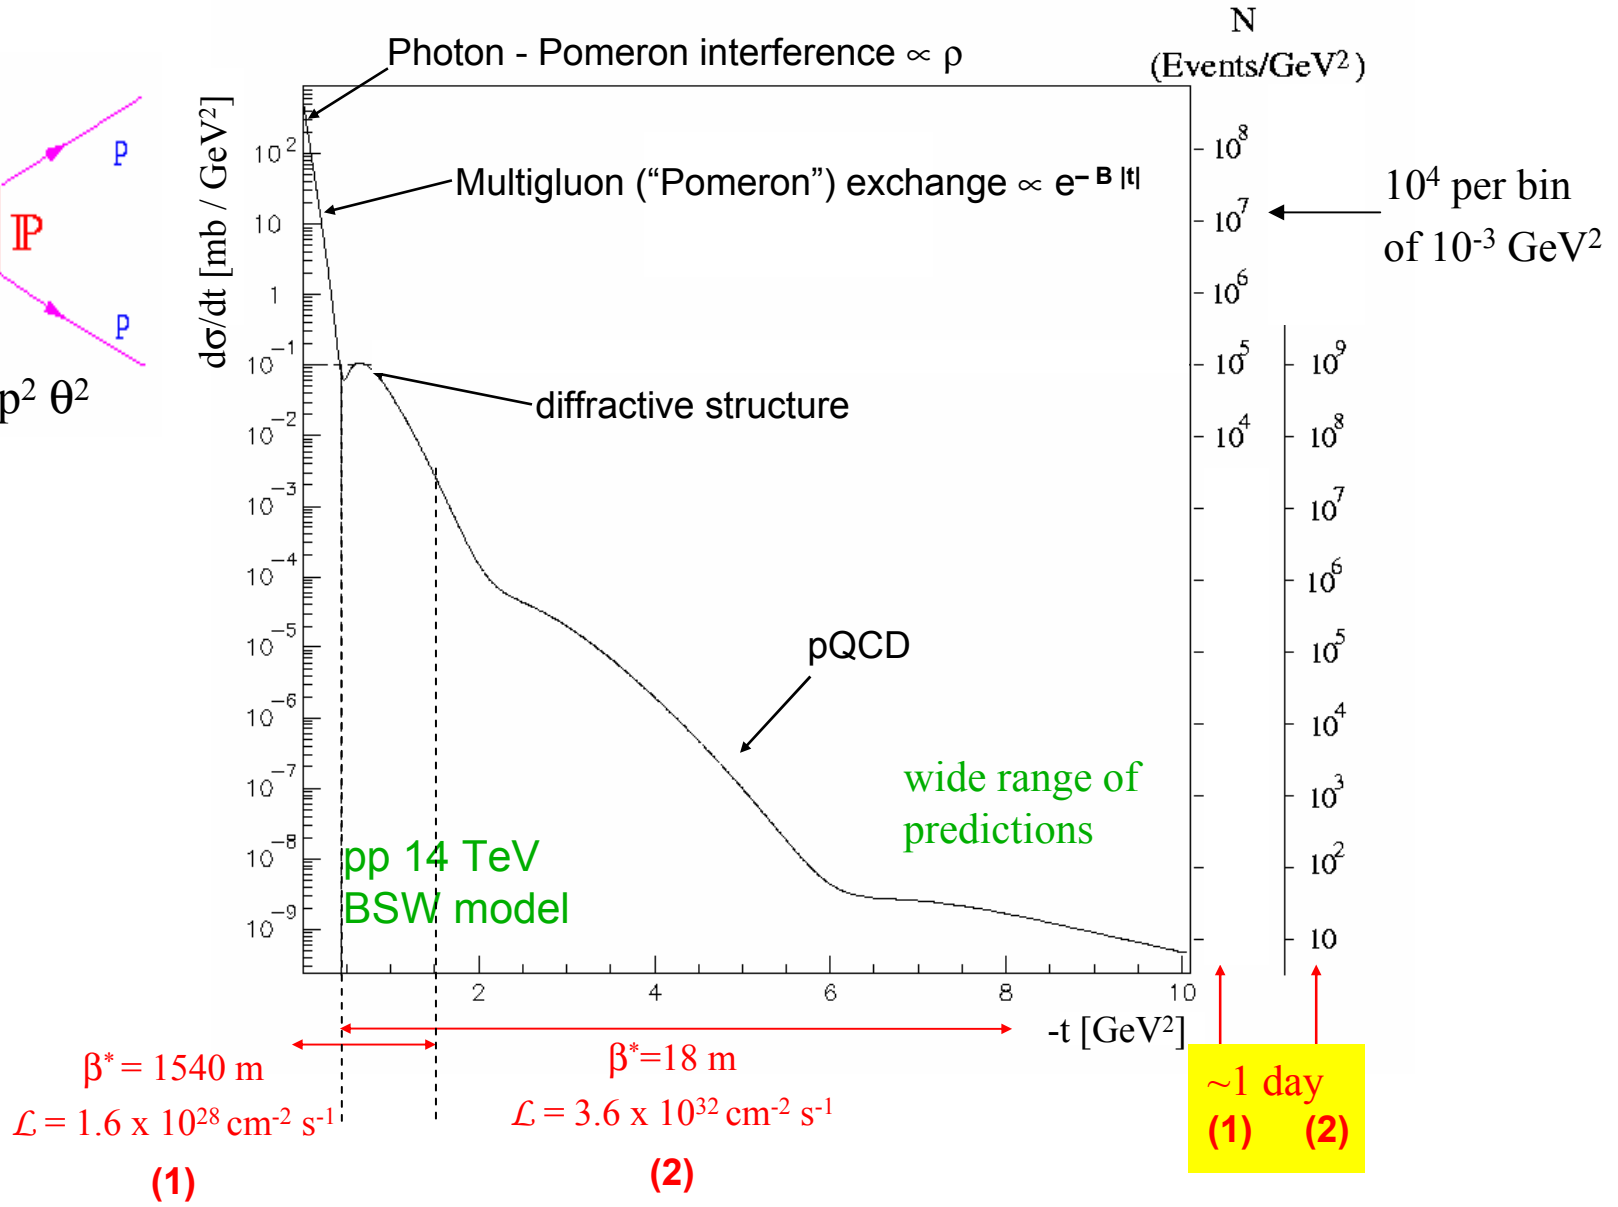 N
(Events/GeV²)
Photon - Pomeron interference ∝ ρ
dσ/dt [mb / GeV²]
p
ℙ
p
p² θ²
Multigluon (“Pomeron”) exchange ∝ e⁻ ᴮ |ᵗ|
10⁴ per bin
of 10⁻³ GeV²
diffractive structure
pQCD
wide range of
predictions
pp 14 TeV
BSW model
10²
10
1
10⁻¹
10⁻²
10⁻³
10⁻⁴
10⁻⁵
10⁻⁶
10⁻⁷
10⁻⁸
10⁻⁹
10⁸
10⁷
10⁶
10⁵
10⁴
10⁹
10⁸
10⁷
10⁶
10⁵
10⁴
10³
10²
10
2 4 6 8 10
-t [GeV²]
β* = 1540 m
ℒ = 1.6 x 10²⁸ cm⁻² s⁻¹
(1)
β*=18 m
ℒ = 3.6 x 10³² cm⁻² s⁻¹
(2)
~1 day
(1) (2)